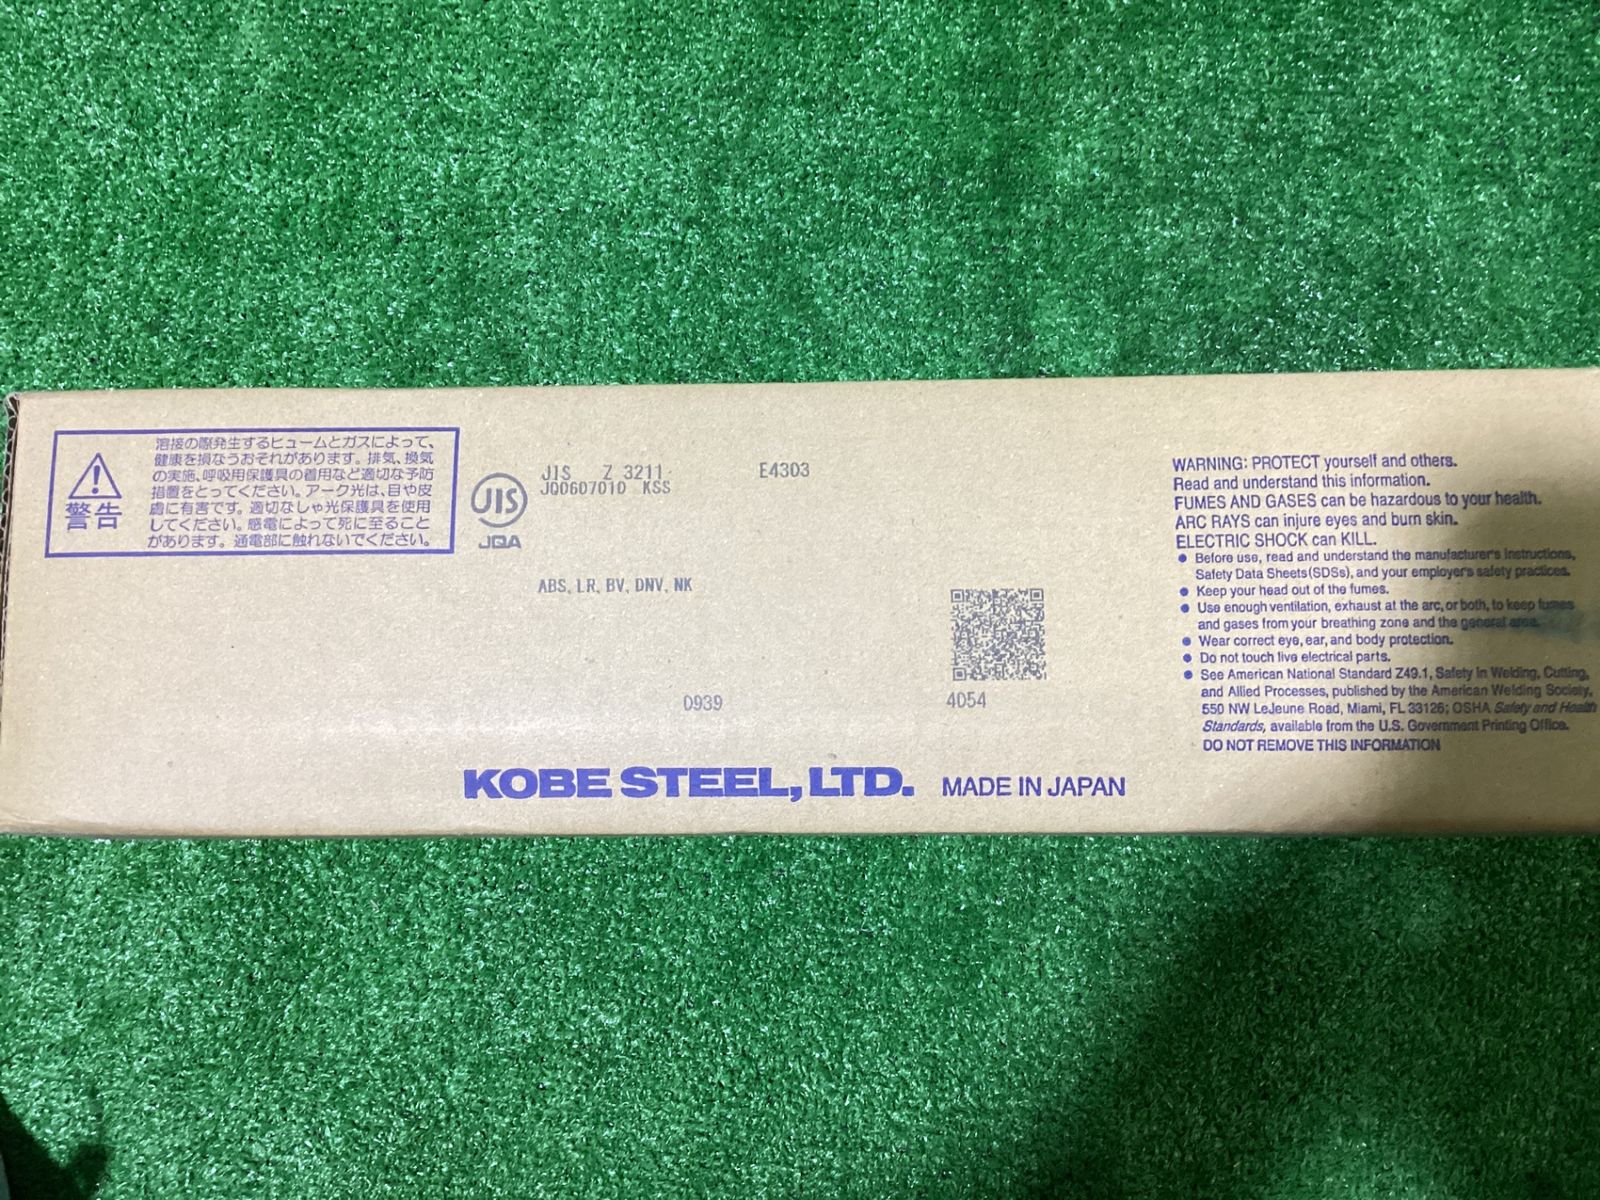 溶接の際発生するヒュームとガスによって、
健康を損なうおそれがあります。排気、換気
の実施、呼吸用保護具の着用など適切な予防
措置をとってください。アーク光は、目や皮
膚に有害です。適切なしゃ光保護具を使用
してください。感電によって死に至ること
があります。通電部に触れないでください。
警告
JIS
JQA
JIS Z 3211 E4303
JQ0607010 KSS
ABS, LR, BV, DNV, NK
D939
4054
KOBE STEEL, LTD. MADE IN JAPAN
WARNING: PROTECT yourself and others.
Read and understand this information.
FUMES AND GASES can be hazardous to your health.
ARC RAYS can injure eyes and burn skin.
ELECTRIC SHOCK can KILL.
● Before use, read and understand the manufacturer's instructions,
Safety Data Sheets(SDSs), and your employer's safety practices.
● Keep your head out of the fumes.
● Use enough ventilation, exhaust at the arc, or both, to keep fumes
and gases from your breathing zone and the general area.
● Wear correct eye, ear, and body protection.
● Do not touch live electrical parts.
● See American National Standard Z49.1, Safety in Welding, Cutting,
and Allied Processes, published by the American Welding Society,
550 NW LeJeune Road, Miami, FL 33126; OSHA Safety and Health
Standards, available from the U.S. Government Printing Office.
DO NOT REMOVE THIS INFORMATION